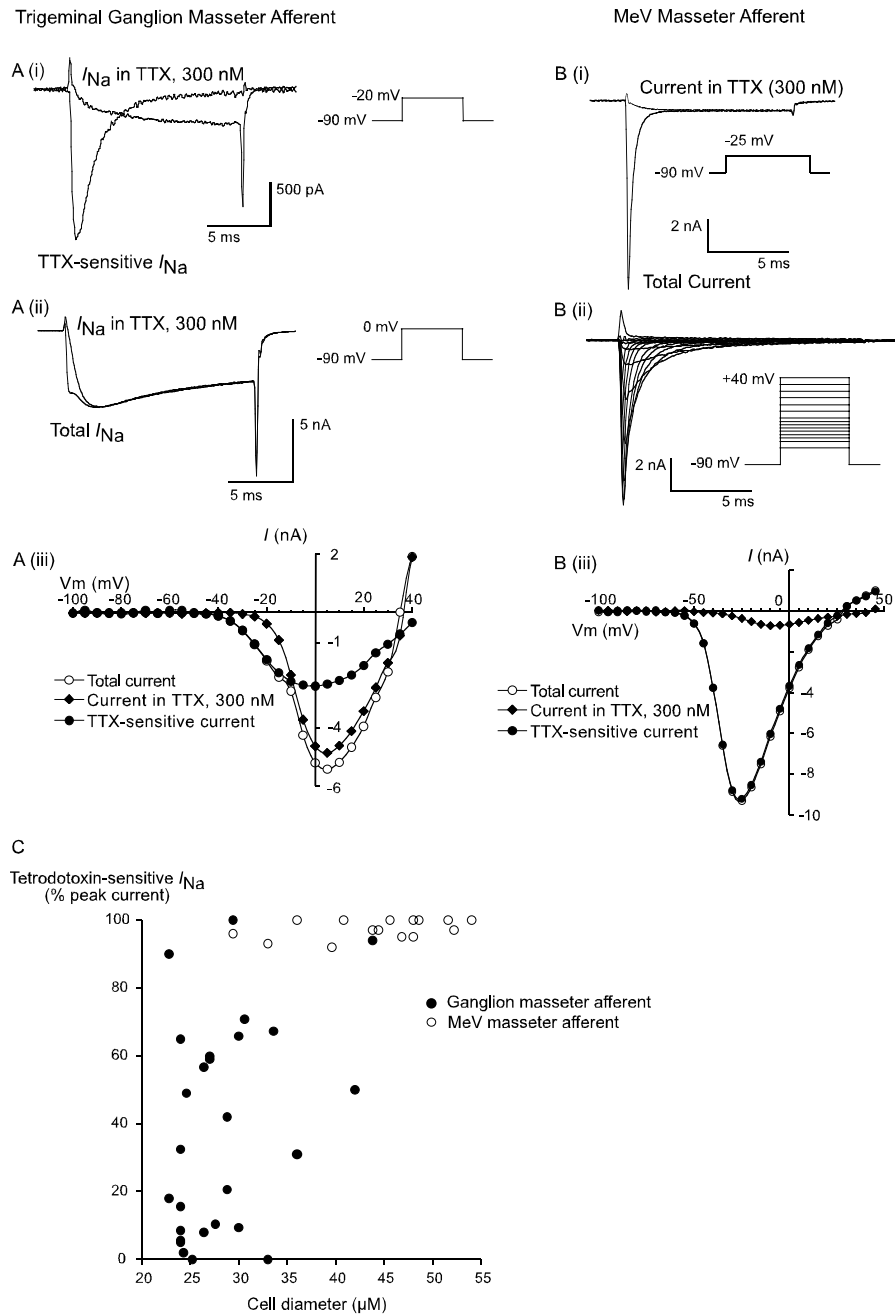 Trigeminal Ganglion Masseter Afferent
MeV Masseter Afferent
A (i)
INa in TTX, 300 nM
-20 mV
-90 mV
500 pA
5 ms
TTX-sensitive INa
B (i)
Current in TTX (300 nM)
-25 mV
-90 mV
2 nA
5 ms
Total Current
A (ii)
INa in TTX, 300 nM
0 mV
-90 mV
Total INa
5 nA
5 ms
B (ii)
+40 mV
-90 mV
2 nA
5 ms
A (iii)
I (nA)
Vm (mV)
2
-100 -80 -60 -40 -20 20 40
-1
-4
-6
Total current
Current in TTX, 300 nM
TTX-sensitive current
B (iii)
I (nA)
-100 -50 0 50
Vm (mV)
-4
-6
-8
-10
Total current
Current in TTX, 300 nM
TTX-sensitive current
C
Tetrodotoxin-sensitive INa
(% peak current)
100
80
60
40
20
0
20 25 30 35 40 45 50 55
Cell diameter (µM)
Ganglion masseter afferent
MeV masseter afferent